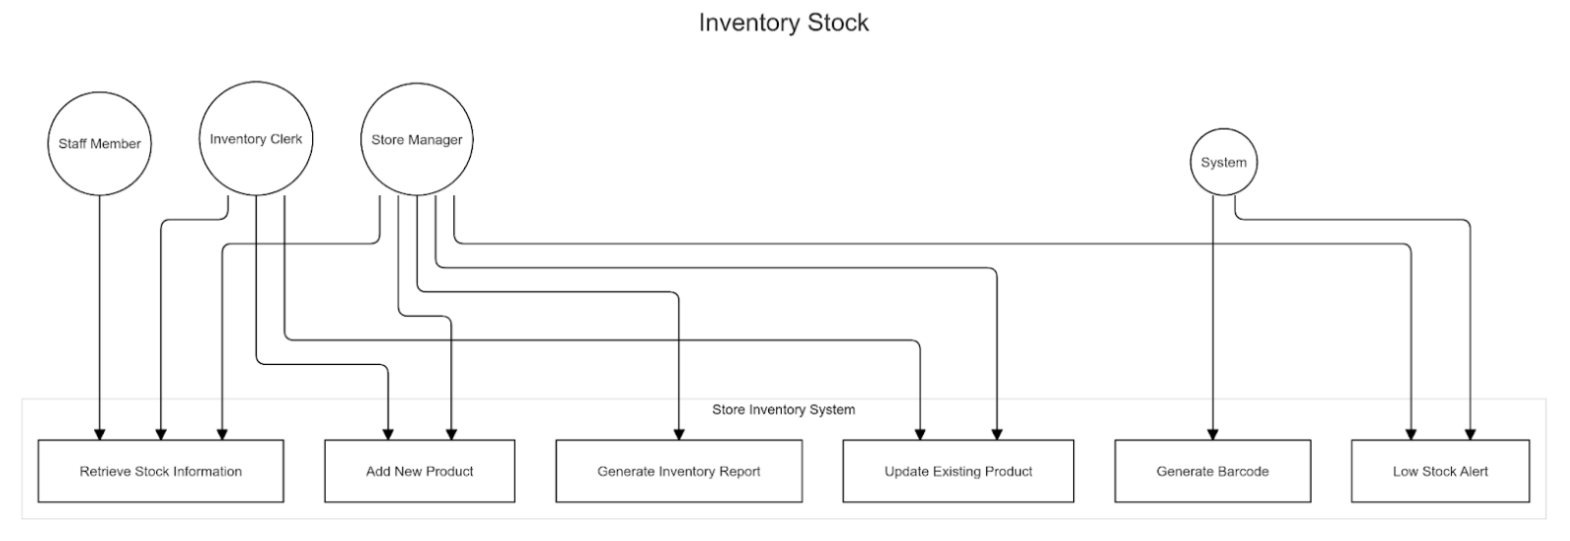 Inventory Stock
Staff Member
Inventory Clerk
Store Manager
System
Store Inventory System
Retrieve Stock Information
Add New Product
Generate Inventory Report
Update Existing Product
Generate Barcode
Low Stock Alert